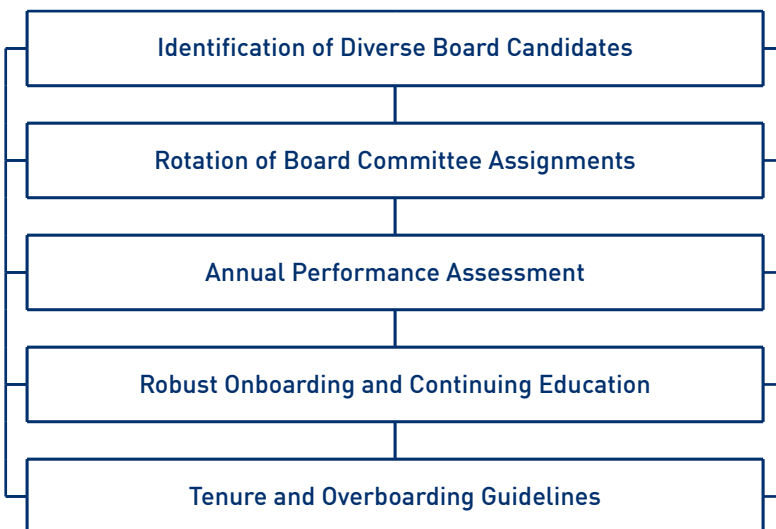 Identification of Diverse Board Candidates
Rotation of Board Committee Assignments
Annual Performance Assessment
Robust Onboarding and Continuing Education
Tenure and Overboarding Guidelines